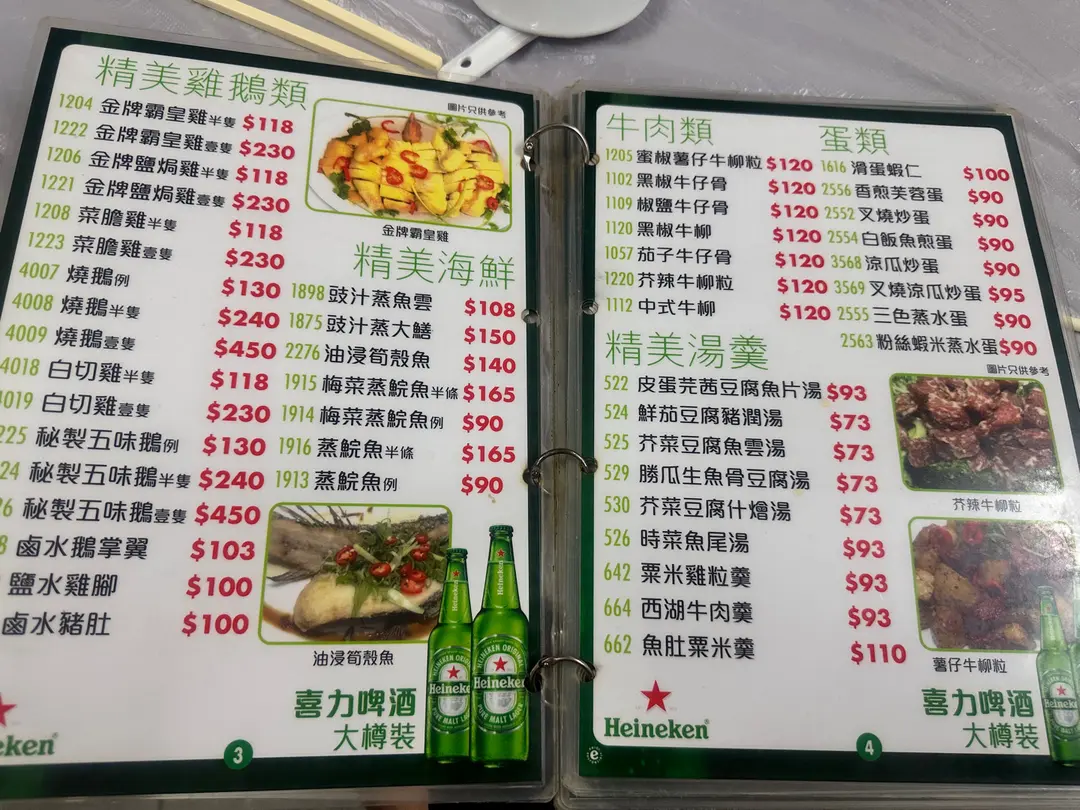 精美雞鵝類
1204 金牌霸皇雞半隻 $118
1222 金牌霸皇雞壹隻 $230
1206 金牌鹽焗雞半隻 $118
1221 金牌鹽焗雞壹隻 $230
1208 菜膽雞半隻 $118
1223 菜膽雞壹隻 $230
4007 燒鵝例 $130
4008 燒鵝半隻 $240
4009 燒鵝壹隻 $450
4018 白切雞半隻 $118
4019 白切雞壹隻 $230
225 秘製五味鵝例 $130
24 秘製五味鵝半隻 $240
26 秘製五味鵝壹隻 $450
8 鹵水鵝掌翼 $103
鹽水雞腳 $100
鹵水豬肚 $100
圖片只供參考
金牌霸皇雞
精美海鮮
1898 豉汁蒸魚雲 $108
1875 豉汁蒸大鱔 $150
2276 油浸筍殼魚 $140
1915 梅菜蒸鯇魚半條 $165
1914 梅菜蒸鯇魚例 $90
1916 蒸鯇魚半條 $165
1913 蒸鯇魚例 $90
油浸筍殼魚
Heineken
HEINEKEN ORIGINAL
Heineken
PURE MALT LAGER
喜力啤酒
大樽裝
eken
3
牛肉類
1205 蜜椒薯仔牛柳粒 $120
1102 黑椒牛仔骨 $120
1109 椒鹽牛仔骨 $120
1120 黑椒牛柳 $120
1057 茄子牛仔骨 $120
1220 芥辣牛柳粒 $120
1112 中式牛柳 $120
蛋類
1616 滑蛋蝦仁 $100
2556 香煎芙蓉蛋 $90
2552 叉燒炒蛋 $90
2554 白飯魚煎蛋 $90
3568 涼瓜炒蛋 $90
3569 叉燒涼瓜炒蛋 $95
2555 三色蒸水蛋 $90
2563 粉絲蝦米蒸水蛋 $90
圖片只供參考
精美湯羹
522 皮蛋芫茜豆腐魚片湯 $93
524 鮮茄豆腐豬潤湯 $73
525 芥菜豆腐魚雲湯 $73
529 勝瓜生魚骨豆腐湯 $73
530 芥菜豆腐什燴湯 $73
526 時菜魚尾湯 $93
642 粟米雞粒羹 $93
664 西湖牛肉羹 $93
662 魚肚粟米羹 $110
芥辣牛柳粒
薯仔牛柳粒
Heineken
喜力啤酒
大樽裝
4